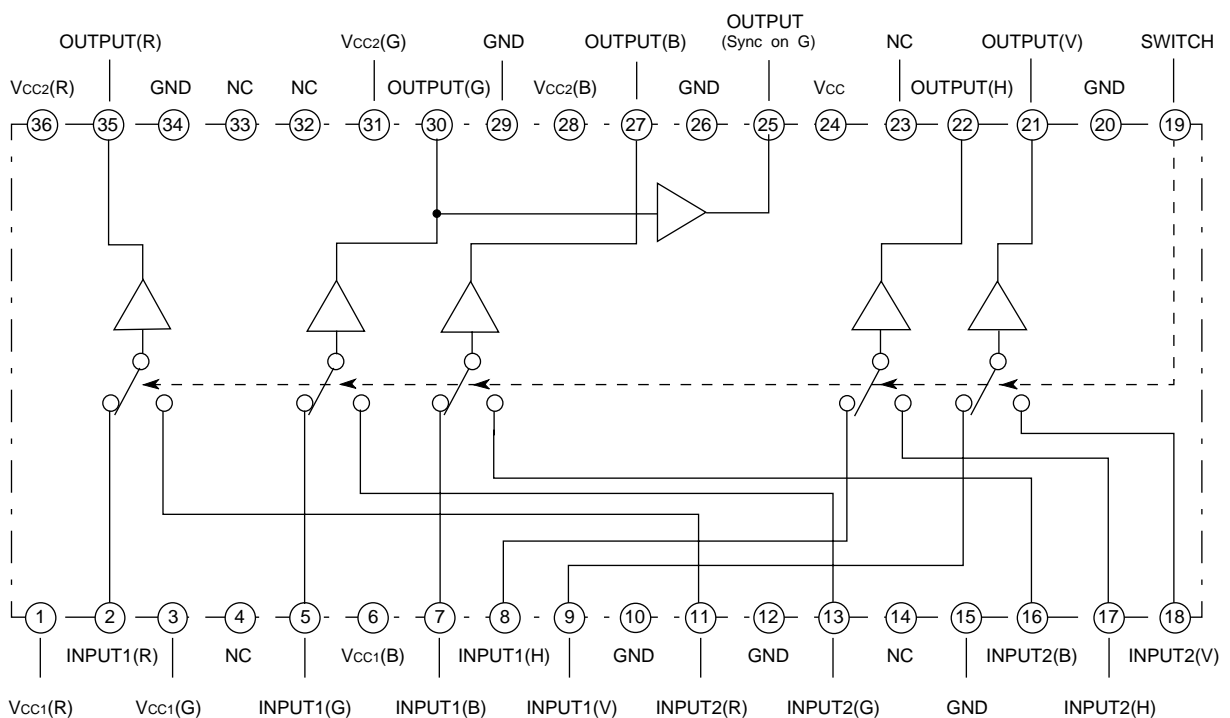 OUTPUT
OUTPUT(R) VCC2(G) GND OUTPUT(B) (Sync on G) NC OUTPUT(V) SWITCH
VCC2(R) GND NC NC OUTPUT(G) VCC2(B) GND VCC OUTPUT(H) GND
36 35 34 33 32 31 30 29 28 27 26 25 24 23 22 21 20 19
1 2 3 4 5 6 7 8 9 10 11 12 13 14 15 16 17 18
INPUT1(R) NC VCC1(B) INPUT1(H) GND GND NC INPUT2(B) INPUT2(V)
VCC1(R) VCC1(G) INPUT1(G) INPUT1(B) INPUT1(V) INPUT2(R) INPUT2(G) GND INPUT2(H)